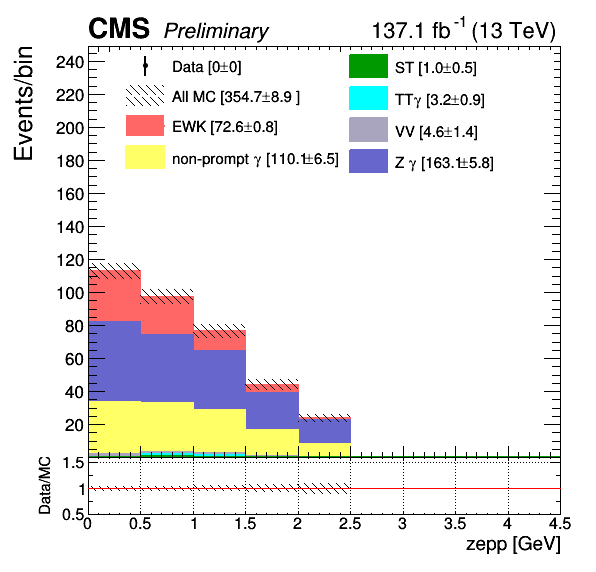 CMS Preliminary 137.1 fb⁻¹ (13 TeV)
Events/bin
240
220
200
180
160
140
120
100
80
60
40
20
Data [0±0]
All MC [354.7±8.9 ]
EWK [72.6±0.8]
non-prompt γ [110.1±6.5]
ST [1.0±0.5]
TTγ [3.2±0.9]
VV [4.6±1.4]
Z γ [163.1±5.8]
Data/MC
1.5
1
0.5
0 0.5 1 1.5 2 2.5 3 3.5 4 4.5
zepp [GeV]